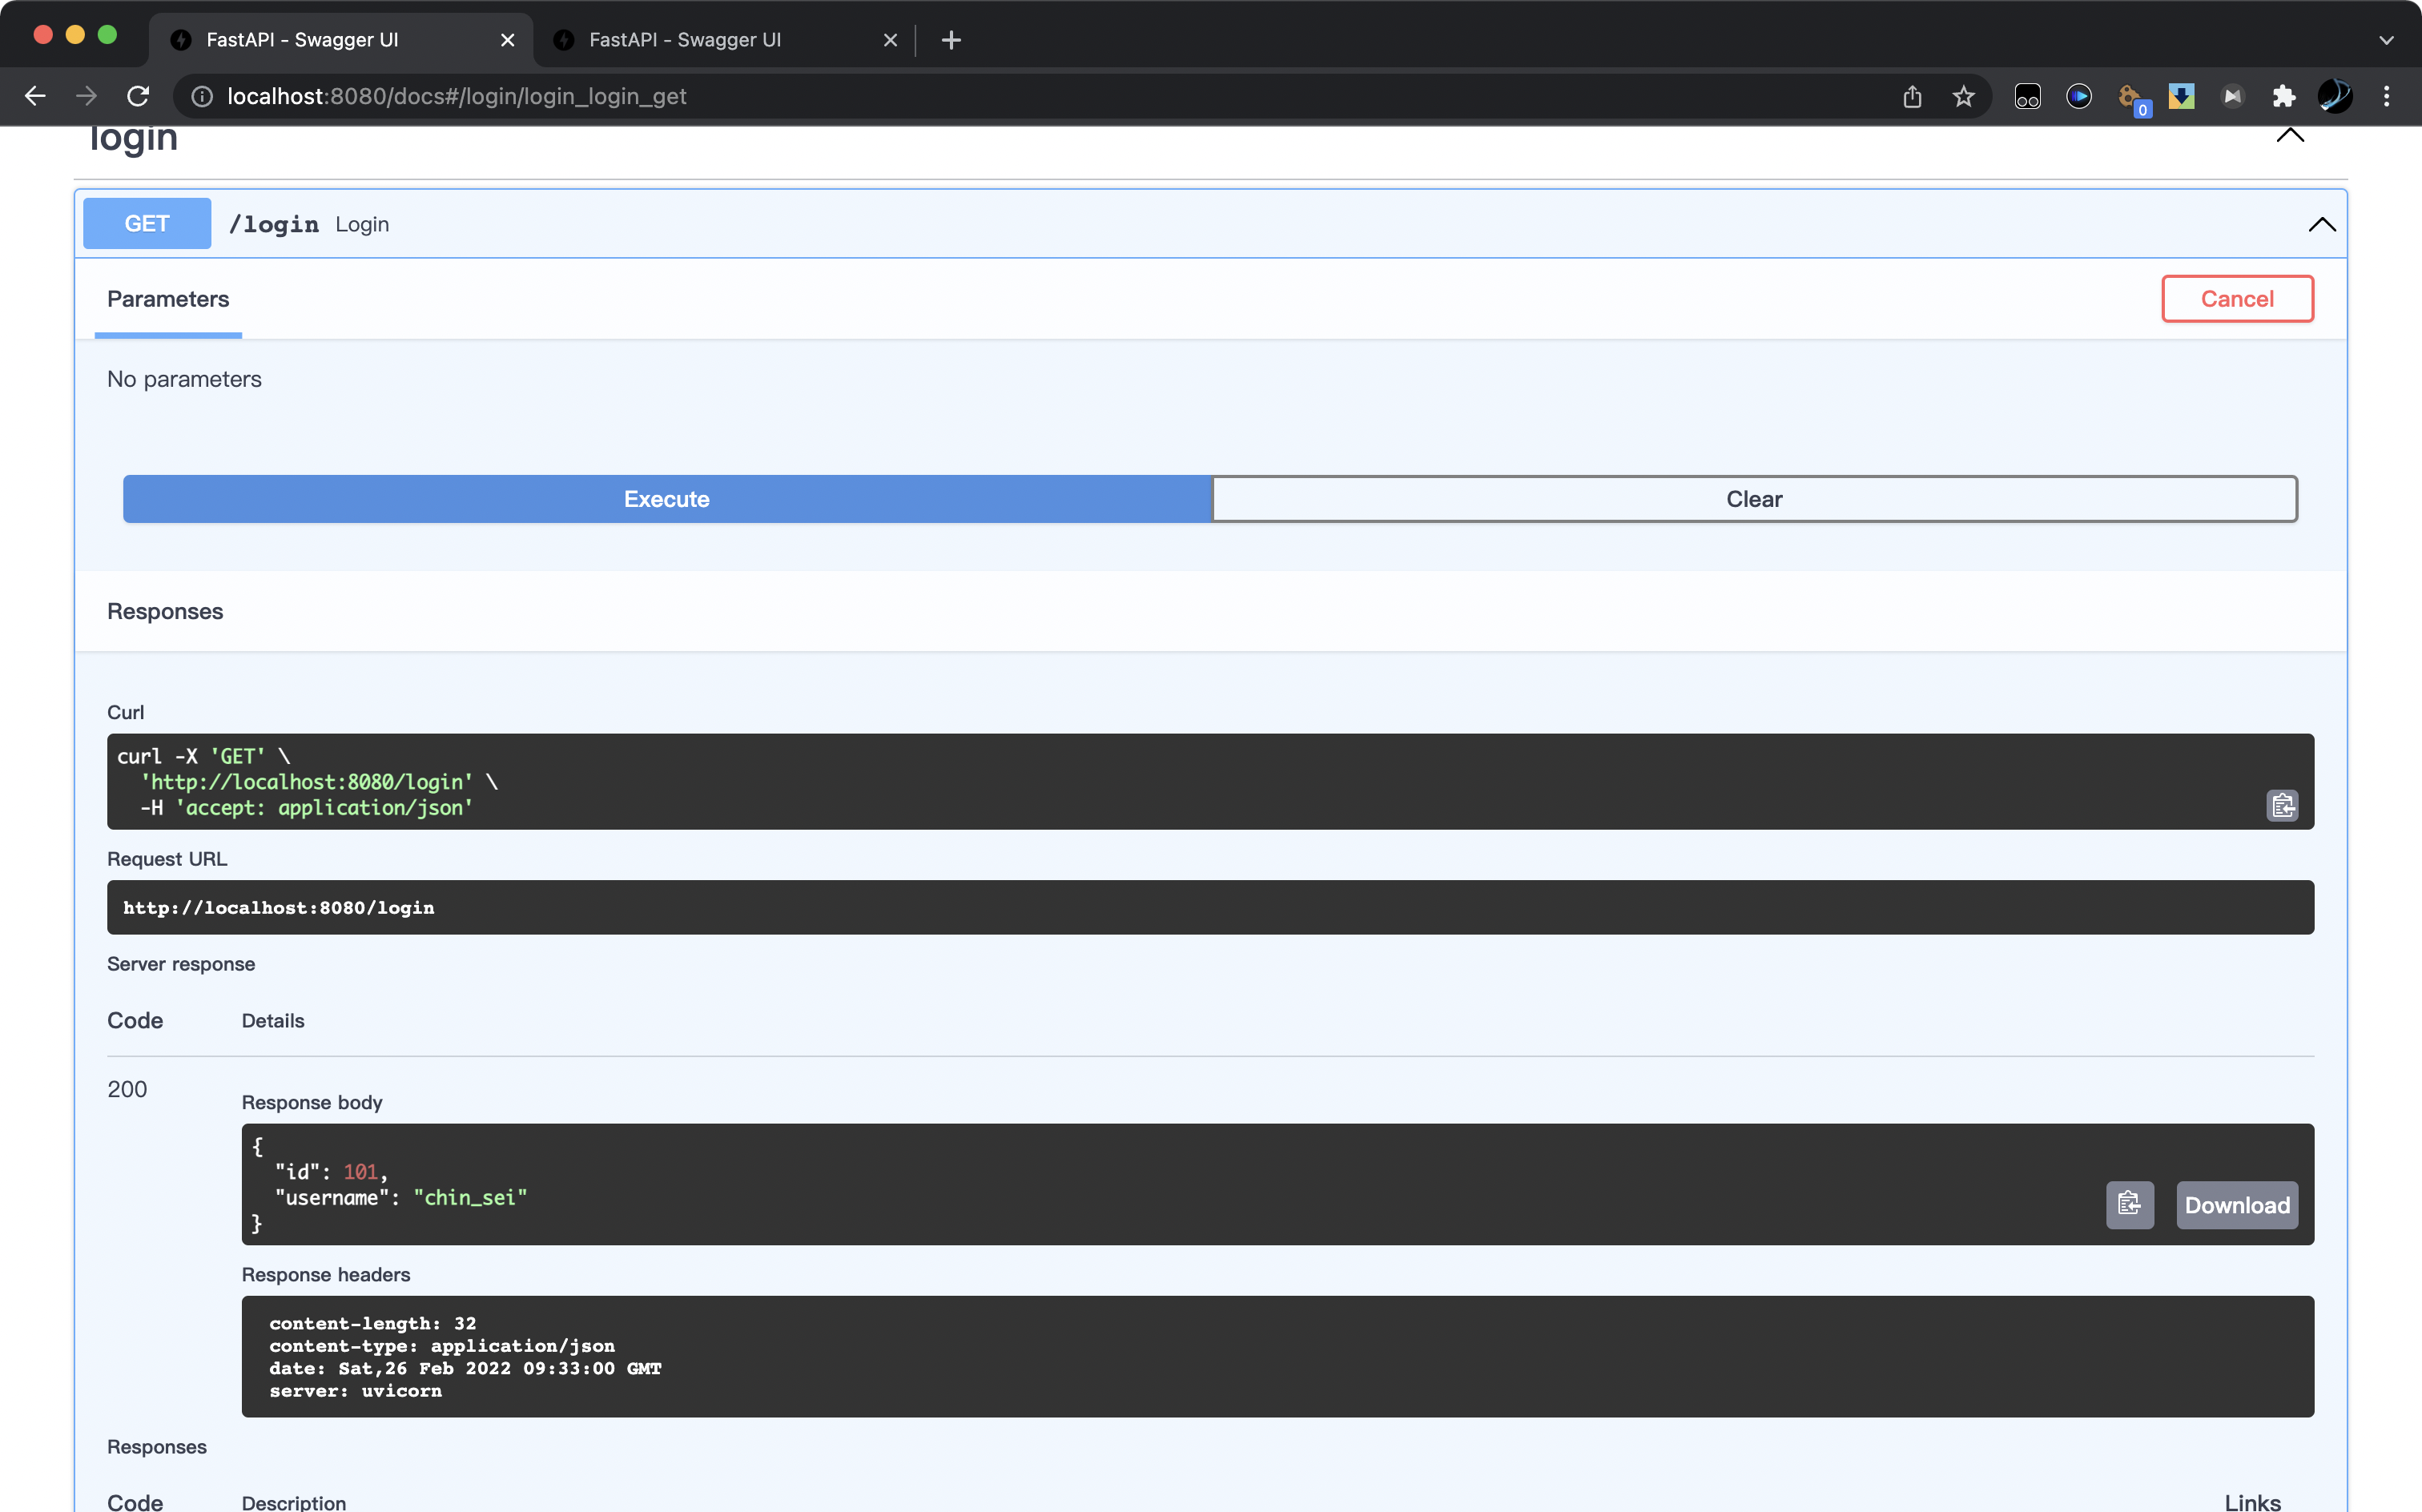 FastAPI - Swagger UI
FastAPI - Swagger UI
localhost:8080/docs#/login/login_login_get
0
login
GET /login Login
Parameters
Cancel
No parameters
Execute
Clear
Responses
Curl
curl -X 'GET' \
'http://localhost:8080/login' \
-H 'accept: application/json'
Request URL
http://localhost:8080/login
Server response
Code Details
200
Response body
{
"id": 101,
"username": "chin_sei"
}
Download
Response headers
content-length: 32
content-type: application/json
date: Sat,26 Feb 2022 09:33:00 GMT
server: uvicorn
Responses
Code Description Links